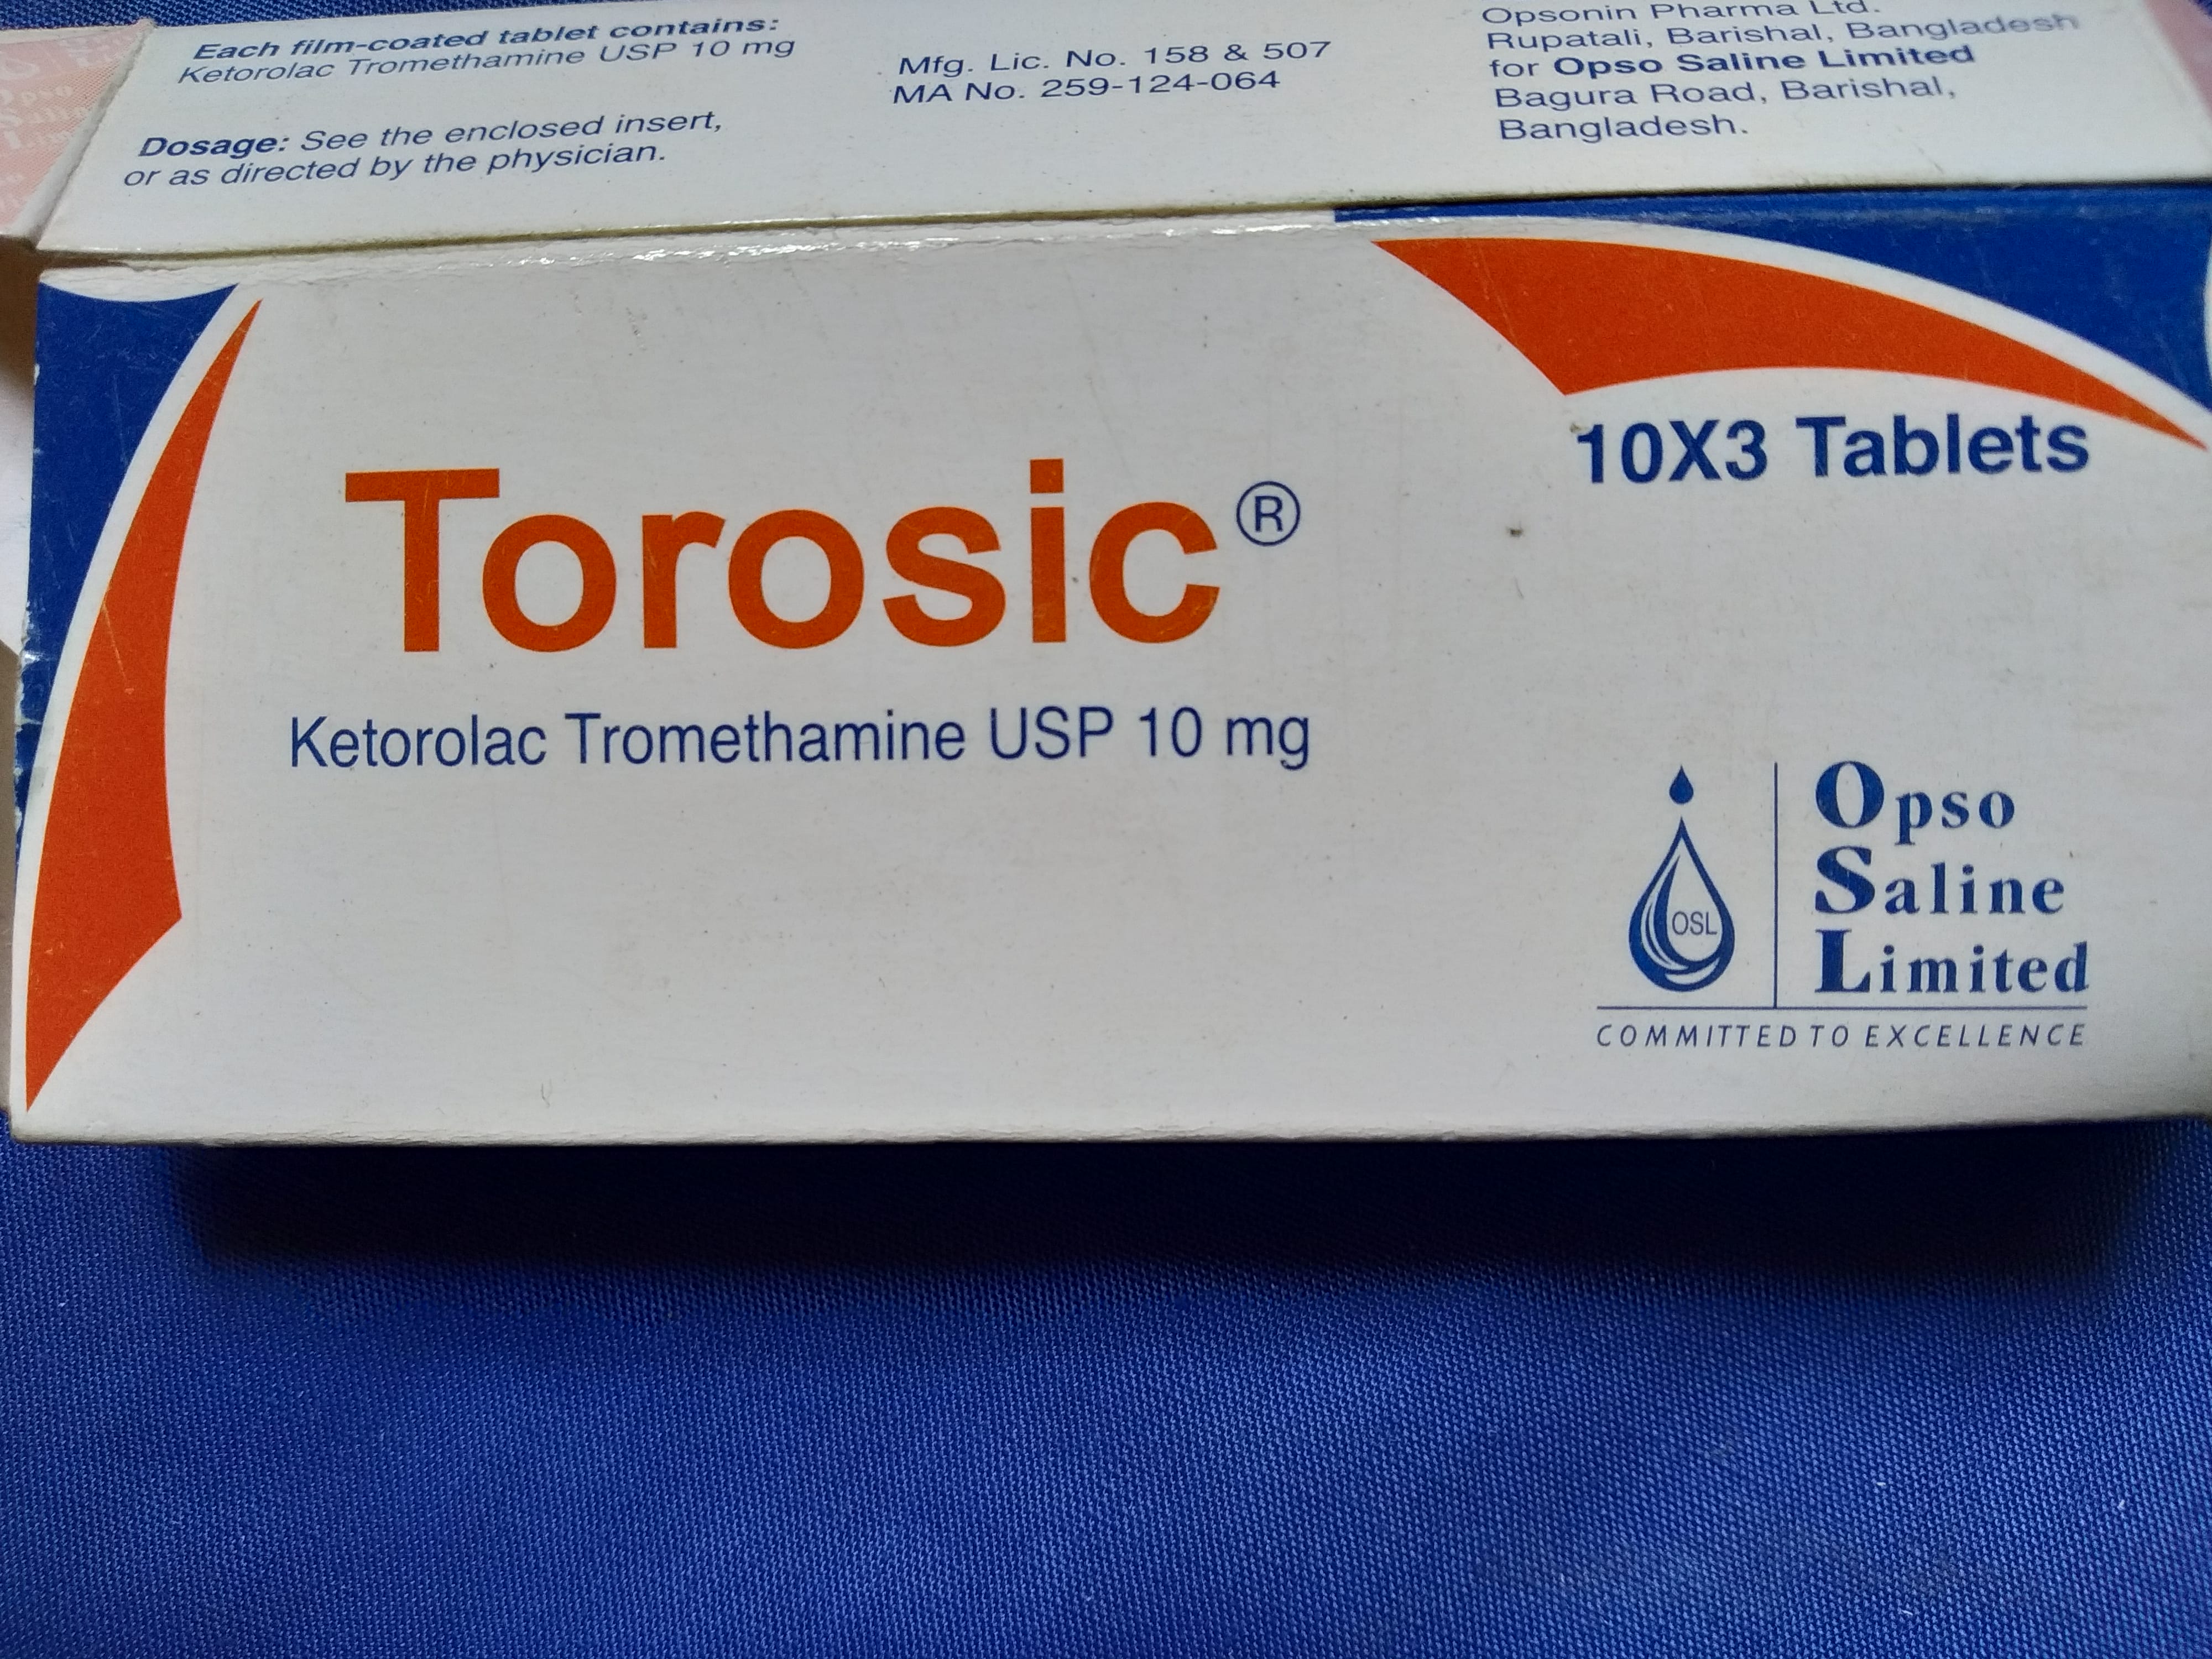 Each film-coated tablet contains:
Ketorolac Tromethamine USP 10 mg
Dosage: See the enclosed insert,
or as directed by the physician.
Mfg. Lic. No. 158 & 507
MA No. 259-124-064
Opsonin Pharma Ltd.
Rupatali, Barishal, Bangladesh
for Opso Saline Limited
Bagura Road, Barishal,
Bangladesh.
10X3 Tablets
Torosic®
Ketorolac Tromethamine USP 10 mg
OSL
Opso
Saline
Limited
COMMITTED TO EXCELLENCE